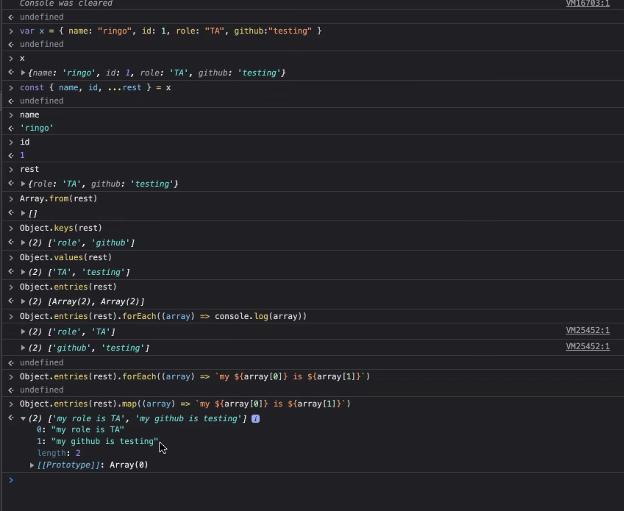 Console was cleared VM16703:1
undefined
var x = { name: "ringo", id: 1, role: "TA", github:"testing" }
undefined
x
{name: 'ringo', id: 1, role: 'TA', github: 'testing'}
const { name, id, ...rest } = x
undefined
name
'ringo'
id
1
rest
{role: 'TA', github: 'testing'}
Array.from(rest)
[]
Object.keys(rest)
(2) ['role', 'github']
Object.values(rest)
(2) ['TA', 'testing']
Object.entries(rest)
(2) [Array(2), Array(2)]
Object.entries(rest).forEach((array) => console.log(array))
(2) ['role', 'TA'] VM25452:1
(2) ['github', 'testing'] VM25452:1
undefined
Object.entries(rest).forEach((array) => `my ${array[0]} is ${array[1]}`)
undefined
Object.entries(rest).map((array) => `my ${array[0]} is ${array[1]}`)
(2) ['my role is TA', 'my github is testing'] i
0: "my role is TA"
1: "my github is testing"
length: 2
[[Prototype]]: Array(0)